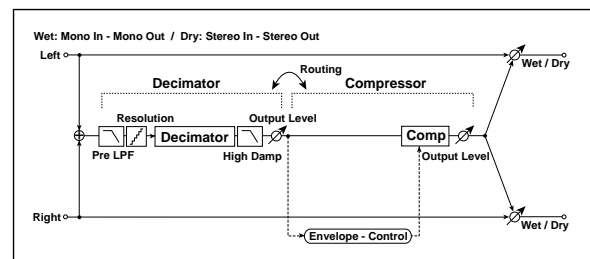 Wet: Mono In - Mono Out / Dry: Stereo In - Stereo Out
Left
Wet / Dry
Routing
Decimator
Compressor
Resolution
Output Level
Decimator
Comp
Pre LPF
High Damp
Output Level
Right
Wet / Dry
Envelope - Control